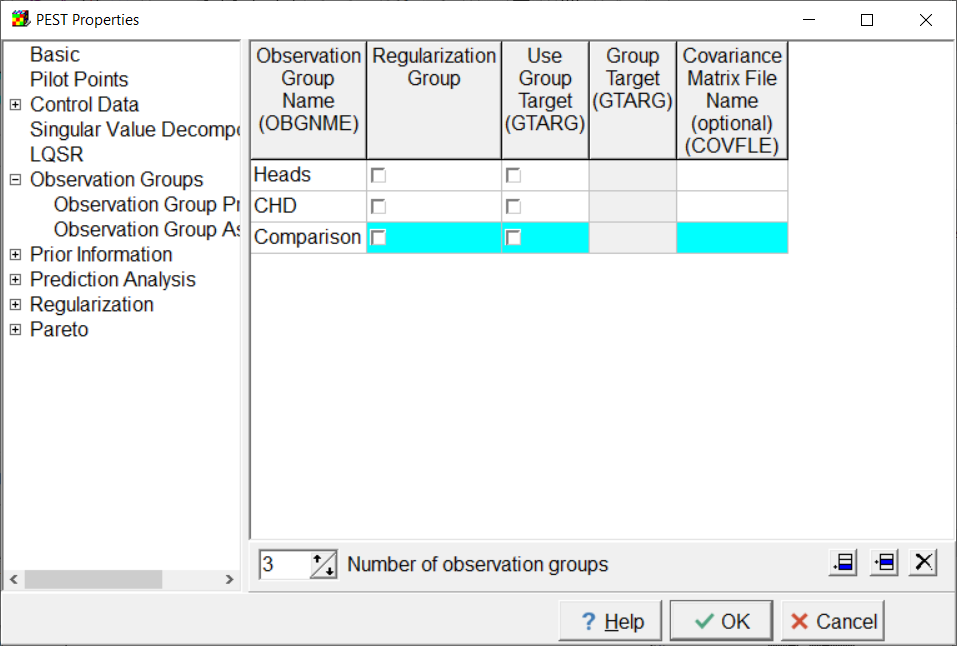 PEST Properties
Basic
Pilot Points
Control Data
Singular Value Decompo
LQSR
Observation Groups
Observation Group Pr
Observation Group As
Prior Information
Prediction Analysis
Regularization
Pareto
Observation
Group
Name
(OBGNME)
Regularization
Group
Use
Group
Target
(GTARG)
Group
Target
(GTARG)
Covariance
Matrix File
Name
(optional)
(COVFLE)
Heads
CHD
Comparison
3 Number of observation groups
? Help
OK
Cancel